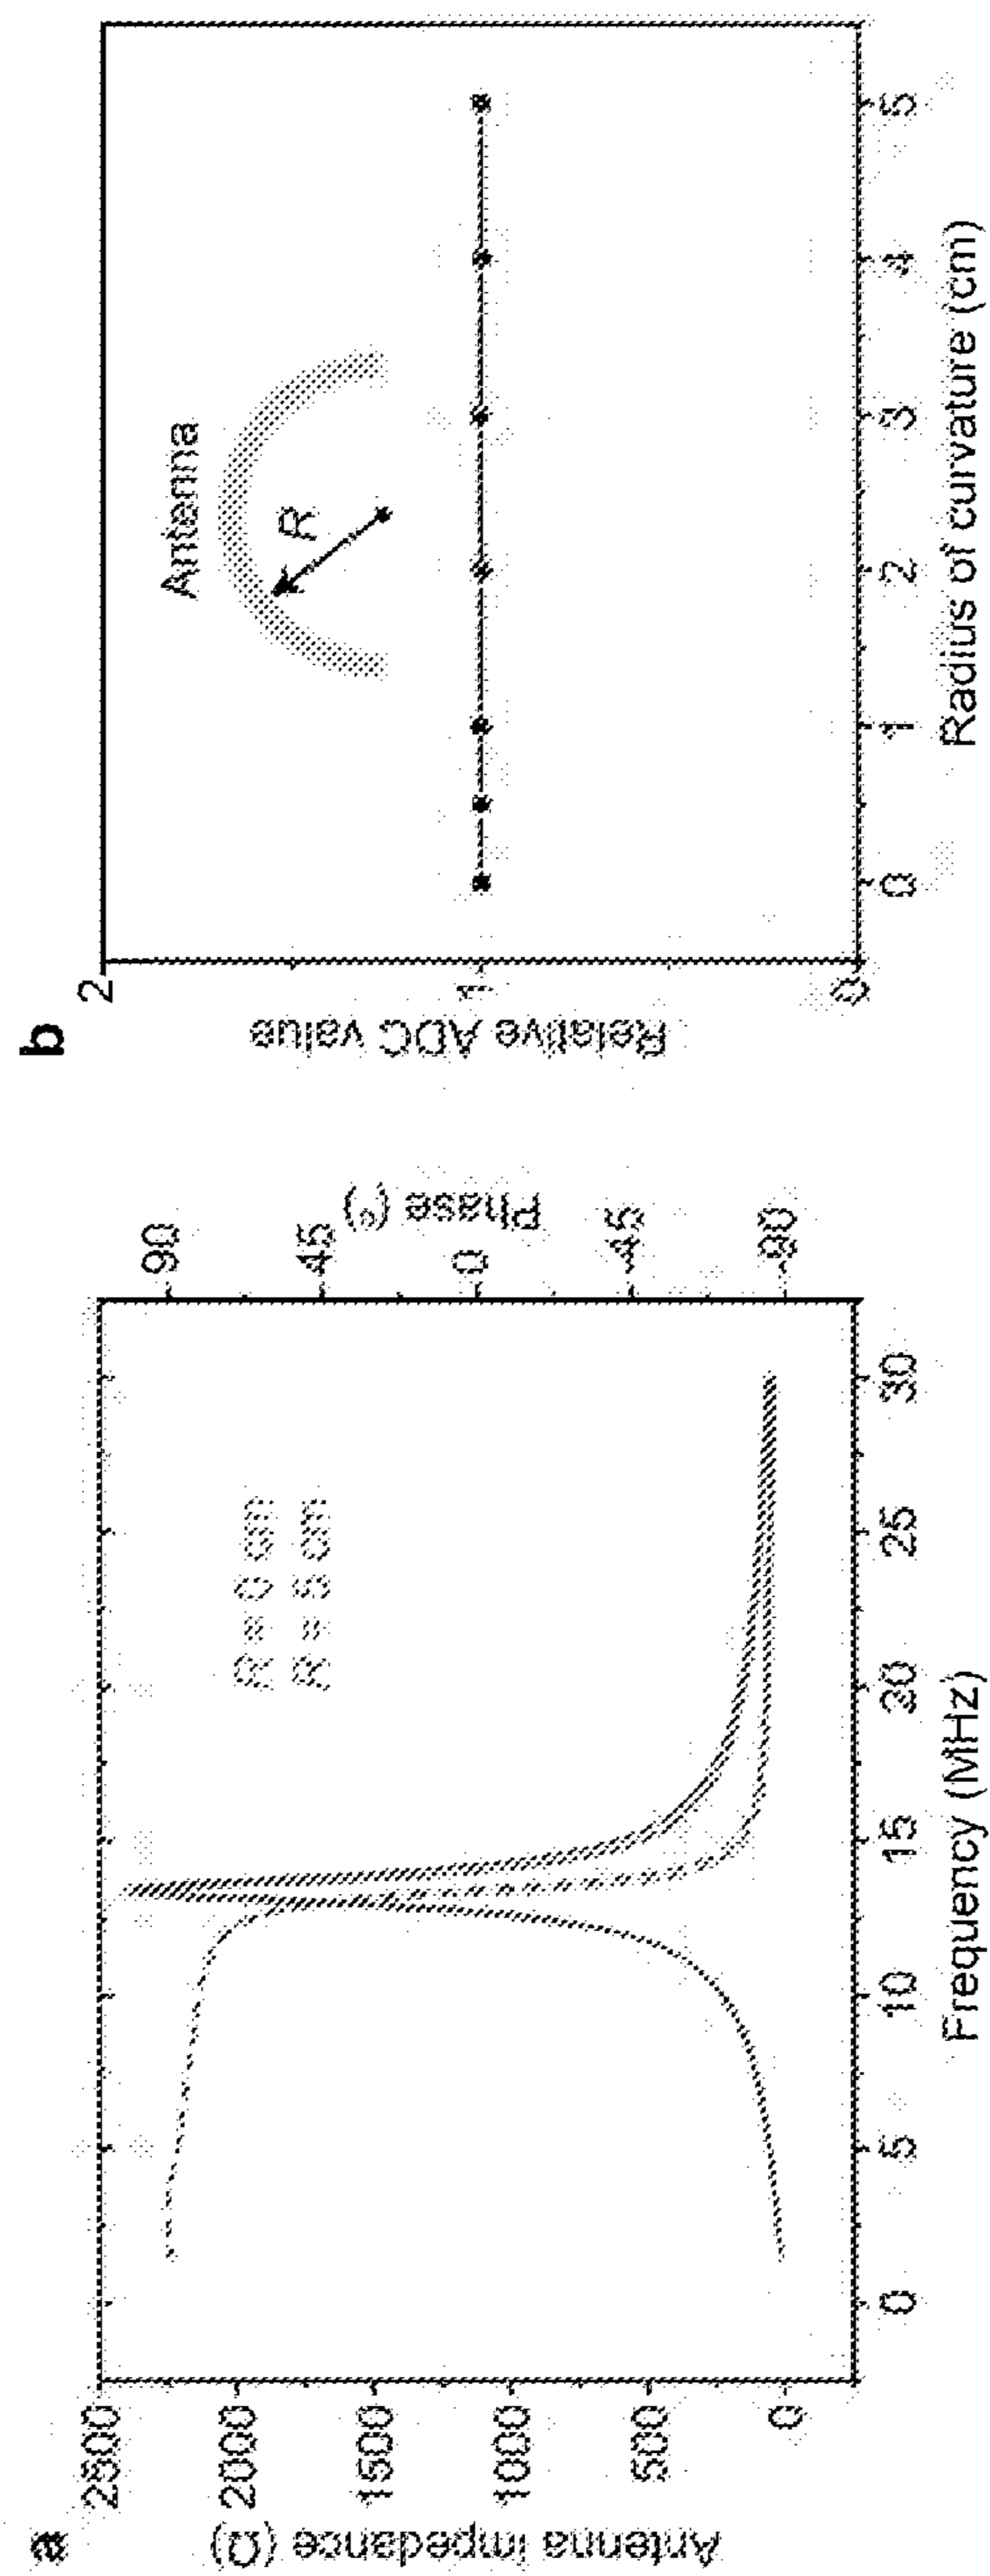 a
Antenna impedance (Ω)
2500
2000
1500
1000
500
0
R = 0 cm
R = 5 cm
90
45
0
-45
-90
Phase (°)
0 5 10 15 20 25 30
Frequency (MHz)
b
Relative ADC value
2
1
0
Antenna
R
0 1 2 3 4 5
Radius of curvature (cm)